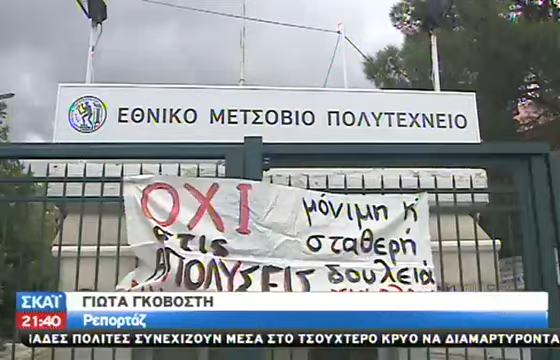 ΕΘΝΙΚΟ ΜΕΤΣΟΒΙΟ ΠΟΛΥΤΕΧΝΕΙΟ
ΟΧΙ
στις
ΑΠΟΛΥΣΕΙΣ
μόνιμη κ'
σταθερή
δουλειά
ΣΚΑΪ
ΓΙΩΤΑ ΓΚΟΒΟΣΤΗ
21:40
Ρεπορτάζ
ΙΑΔΕΣ ΠΟΛΙΤΕΣ ΣΥΝΕΧΙΖΟΥΝ ΜΕΣΑ ΣΤΟ ΤΣΟΥΧΤΕΡΟ ΚΡΥΟ ΝΑ ΔΙΑΜΑΡΤΥΡΟΝΤΑ